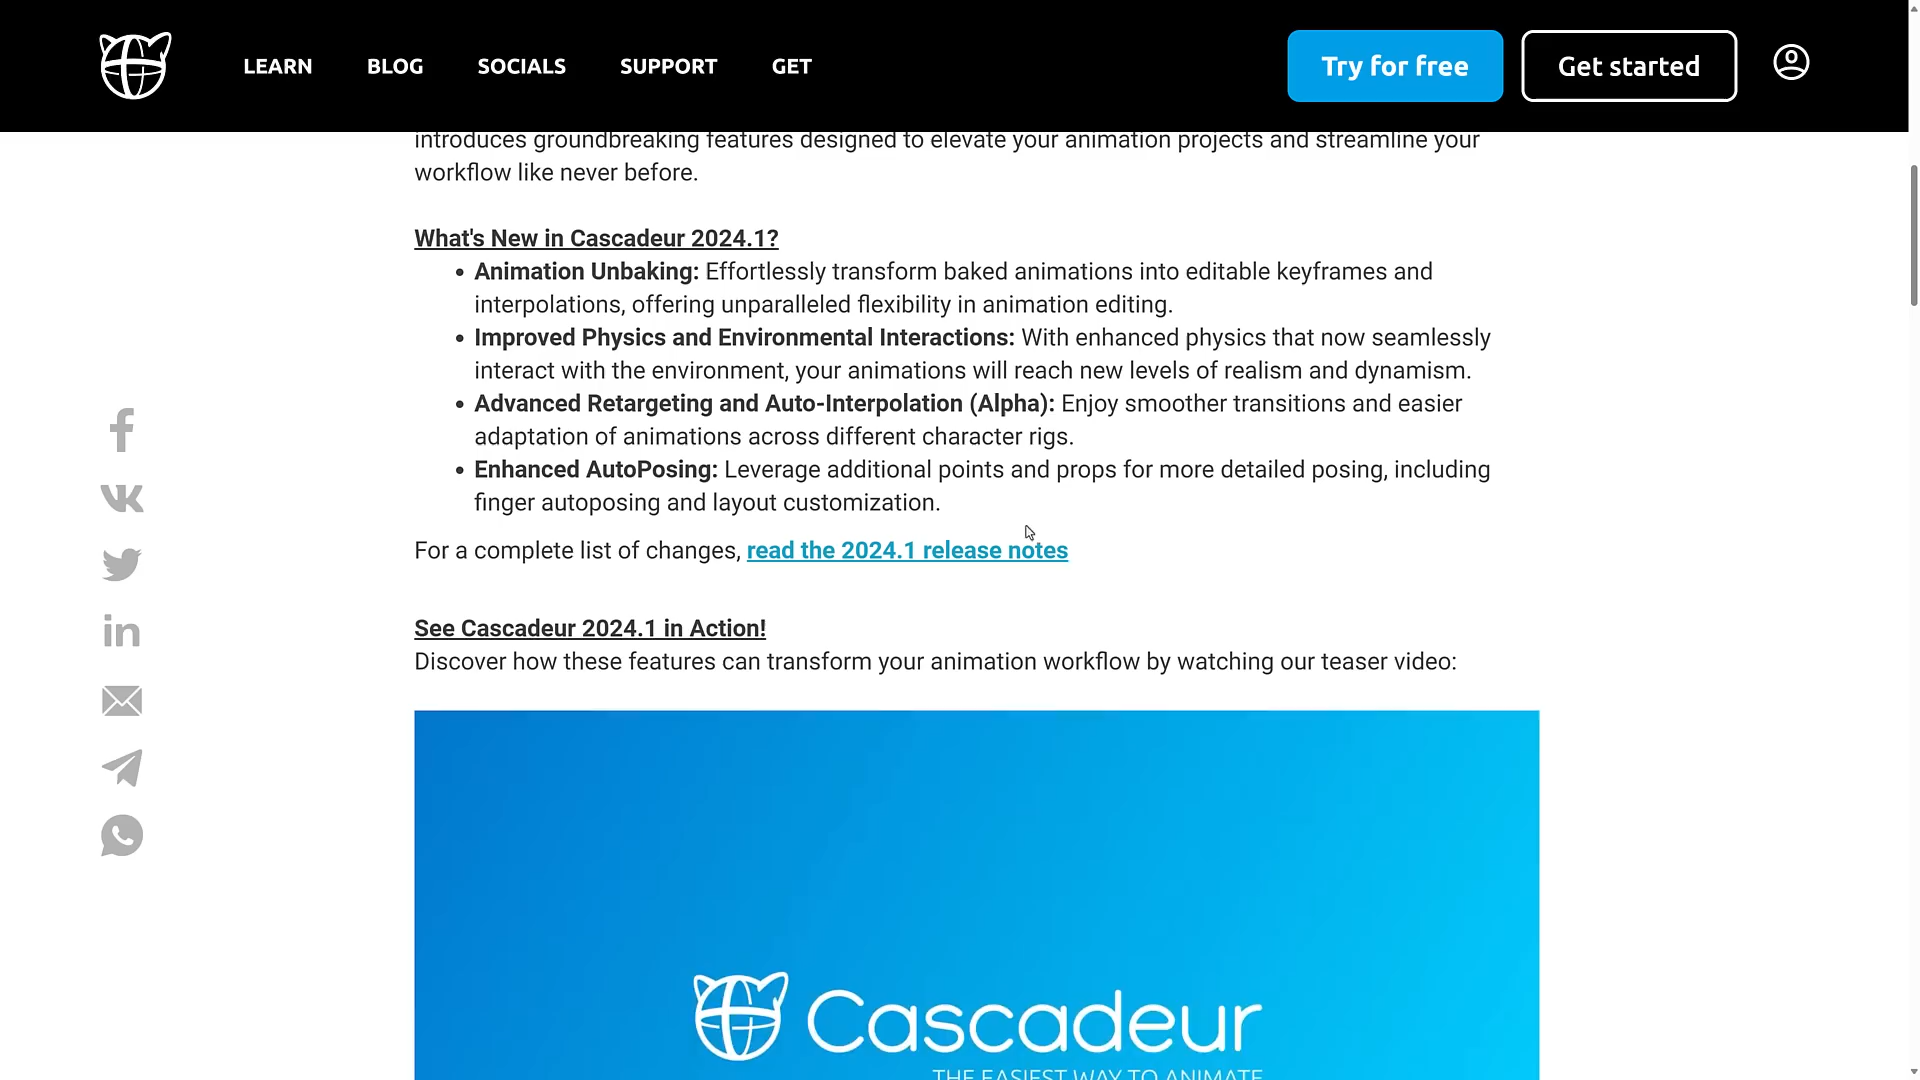 LEARN BLOG SOCIALS SUPPORT GET Try for free Get started
introduces groundbreaking features designed to elevate your animation projects and streamline your
workflow like never before.
What's New in Cascadeur 2024.1?
• Animation Unbaking: Effortlessly transform baked animations into editable keyframes and
interpolations, offering unparalleled flexibility in animation editing.
• Improved Physics and Environmental Interactions: With enhanced physics that now seamlessly
interact with the environment, your animations will reach new levels of realism and dynamism.
• Advanced Retargeting and Auto-Interpolation (Alpha): Enjoy smoother transitions and easier
adaptation of animations across different character rigs.
• Enhanced AutoPosing: Leverage additional points and props for more detailed posing, including
finger autoposing and layout customization.
For a complete list of changes, read the 2024.1 release notes
See Cascadeur 2024.1 in Action!
Discover how these features can transform your animation workflow by watching our teaser video:
Cascadeur
THE EASIEST WAY TO ANIMATE